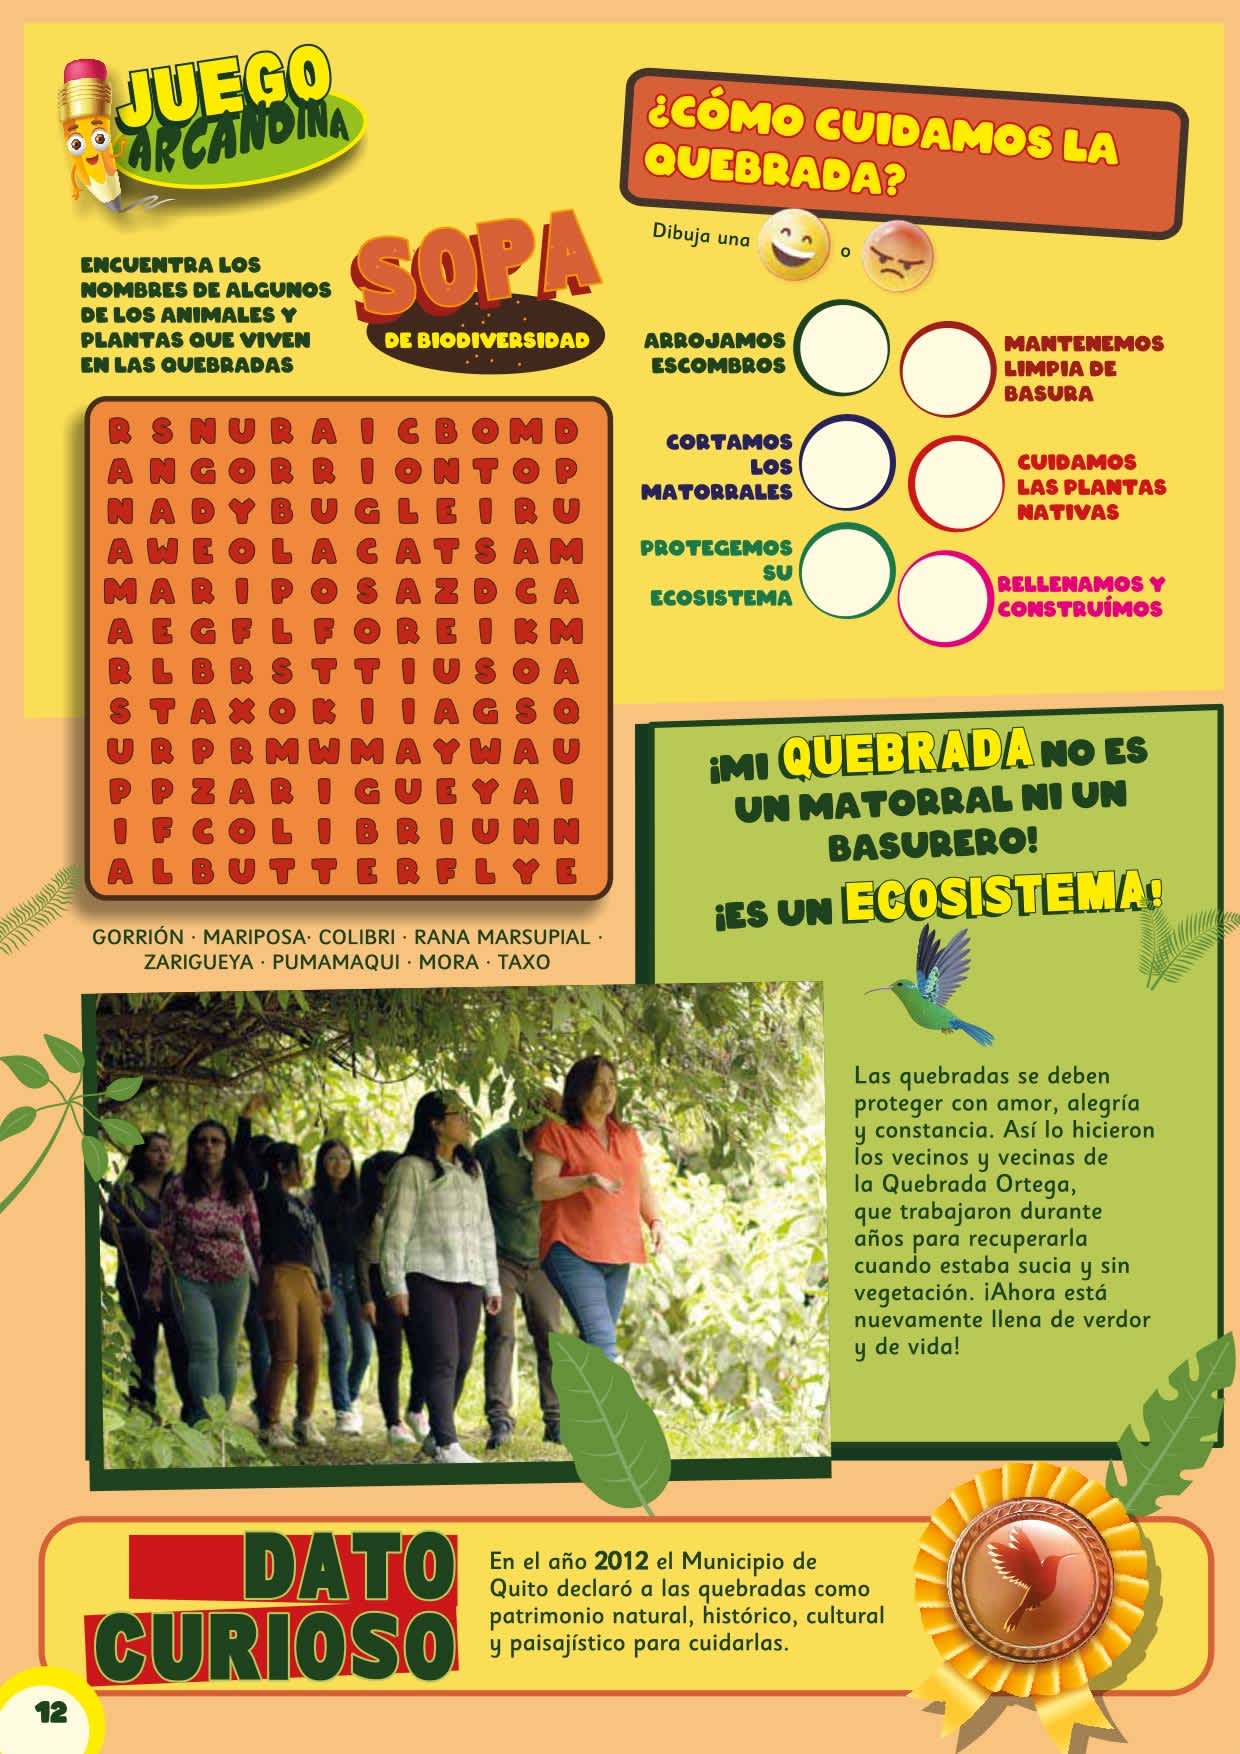 JUEGO
ARCANDINA
ENCUENTRA LOS
NOMBRES DE ALGUNOS
DE LOS ANIMALES Y
PLANTAS QUE VIVEN
EN LAS QUEBRADAS
SOPA
DE BIODIVERSIDAD
R S N U R A I C B O M D
A N G O R R I O N T O P
N A D Y B U G L E I R U
A W E O L A C A T S A M
M A R I P O S A Z D C A
A E G F L F O R E I K M
R L B R S T T I U S O A
S T A X O K I I A G S Q
U R P R M W M A Y W A U
P P Z A R I G U E Y A I
I F C O L I B R I U N N
A L B U T T E R F L Y E
GORRIÓN · MARIPOSA· COLIBRI · RANA MARSUPIAL ·
ZARIGUEYA · PUMAMAQUI · MORA · TAXO
¿CÓMO CUIDAMOS LA
QUEBRADA?
Dibuja una o
ARROJAMOS
ESCOMBROS
MANTENEMOS
LIMPIA DE
BASURA
CORTAMOS
LOS
MATORRALES
CUIDAMOS
LAS PLANTAS
NATIVAS
PROTEGEMOS
SU
ECOSISTEMA
RELLENAMOS Y
CONSTRUÍMOS
¡MI QUEBRADA NO ES
UN MATORRAL NI UN
BASURERO!
¡ES UN ECOSISTEMA!
Las quebradas se deben
proteger con amor, alegría
y constancia. Así lo hicieron
los vecinos y vecinas de
la Quebrada Ortega,
que trabajaron durante
años para recuperarla
cuando estaba sucia y sin
vegetación. ¡Ahora está
nuevamente llena de verdor
y de vida!
DATO
CURIOSO
En el año 2012 el Municipio de
Quito declaró a las quebradas como
patrimonio natural, histórico, cultural
y paisajístico para cuidarlas.
12